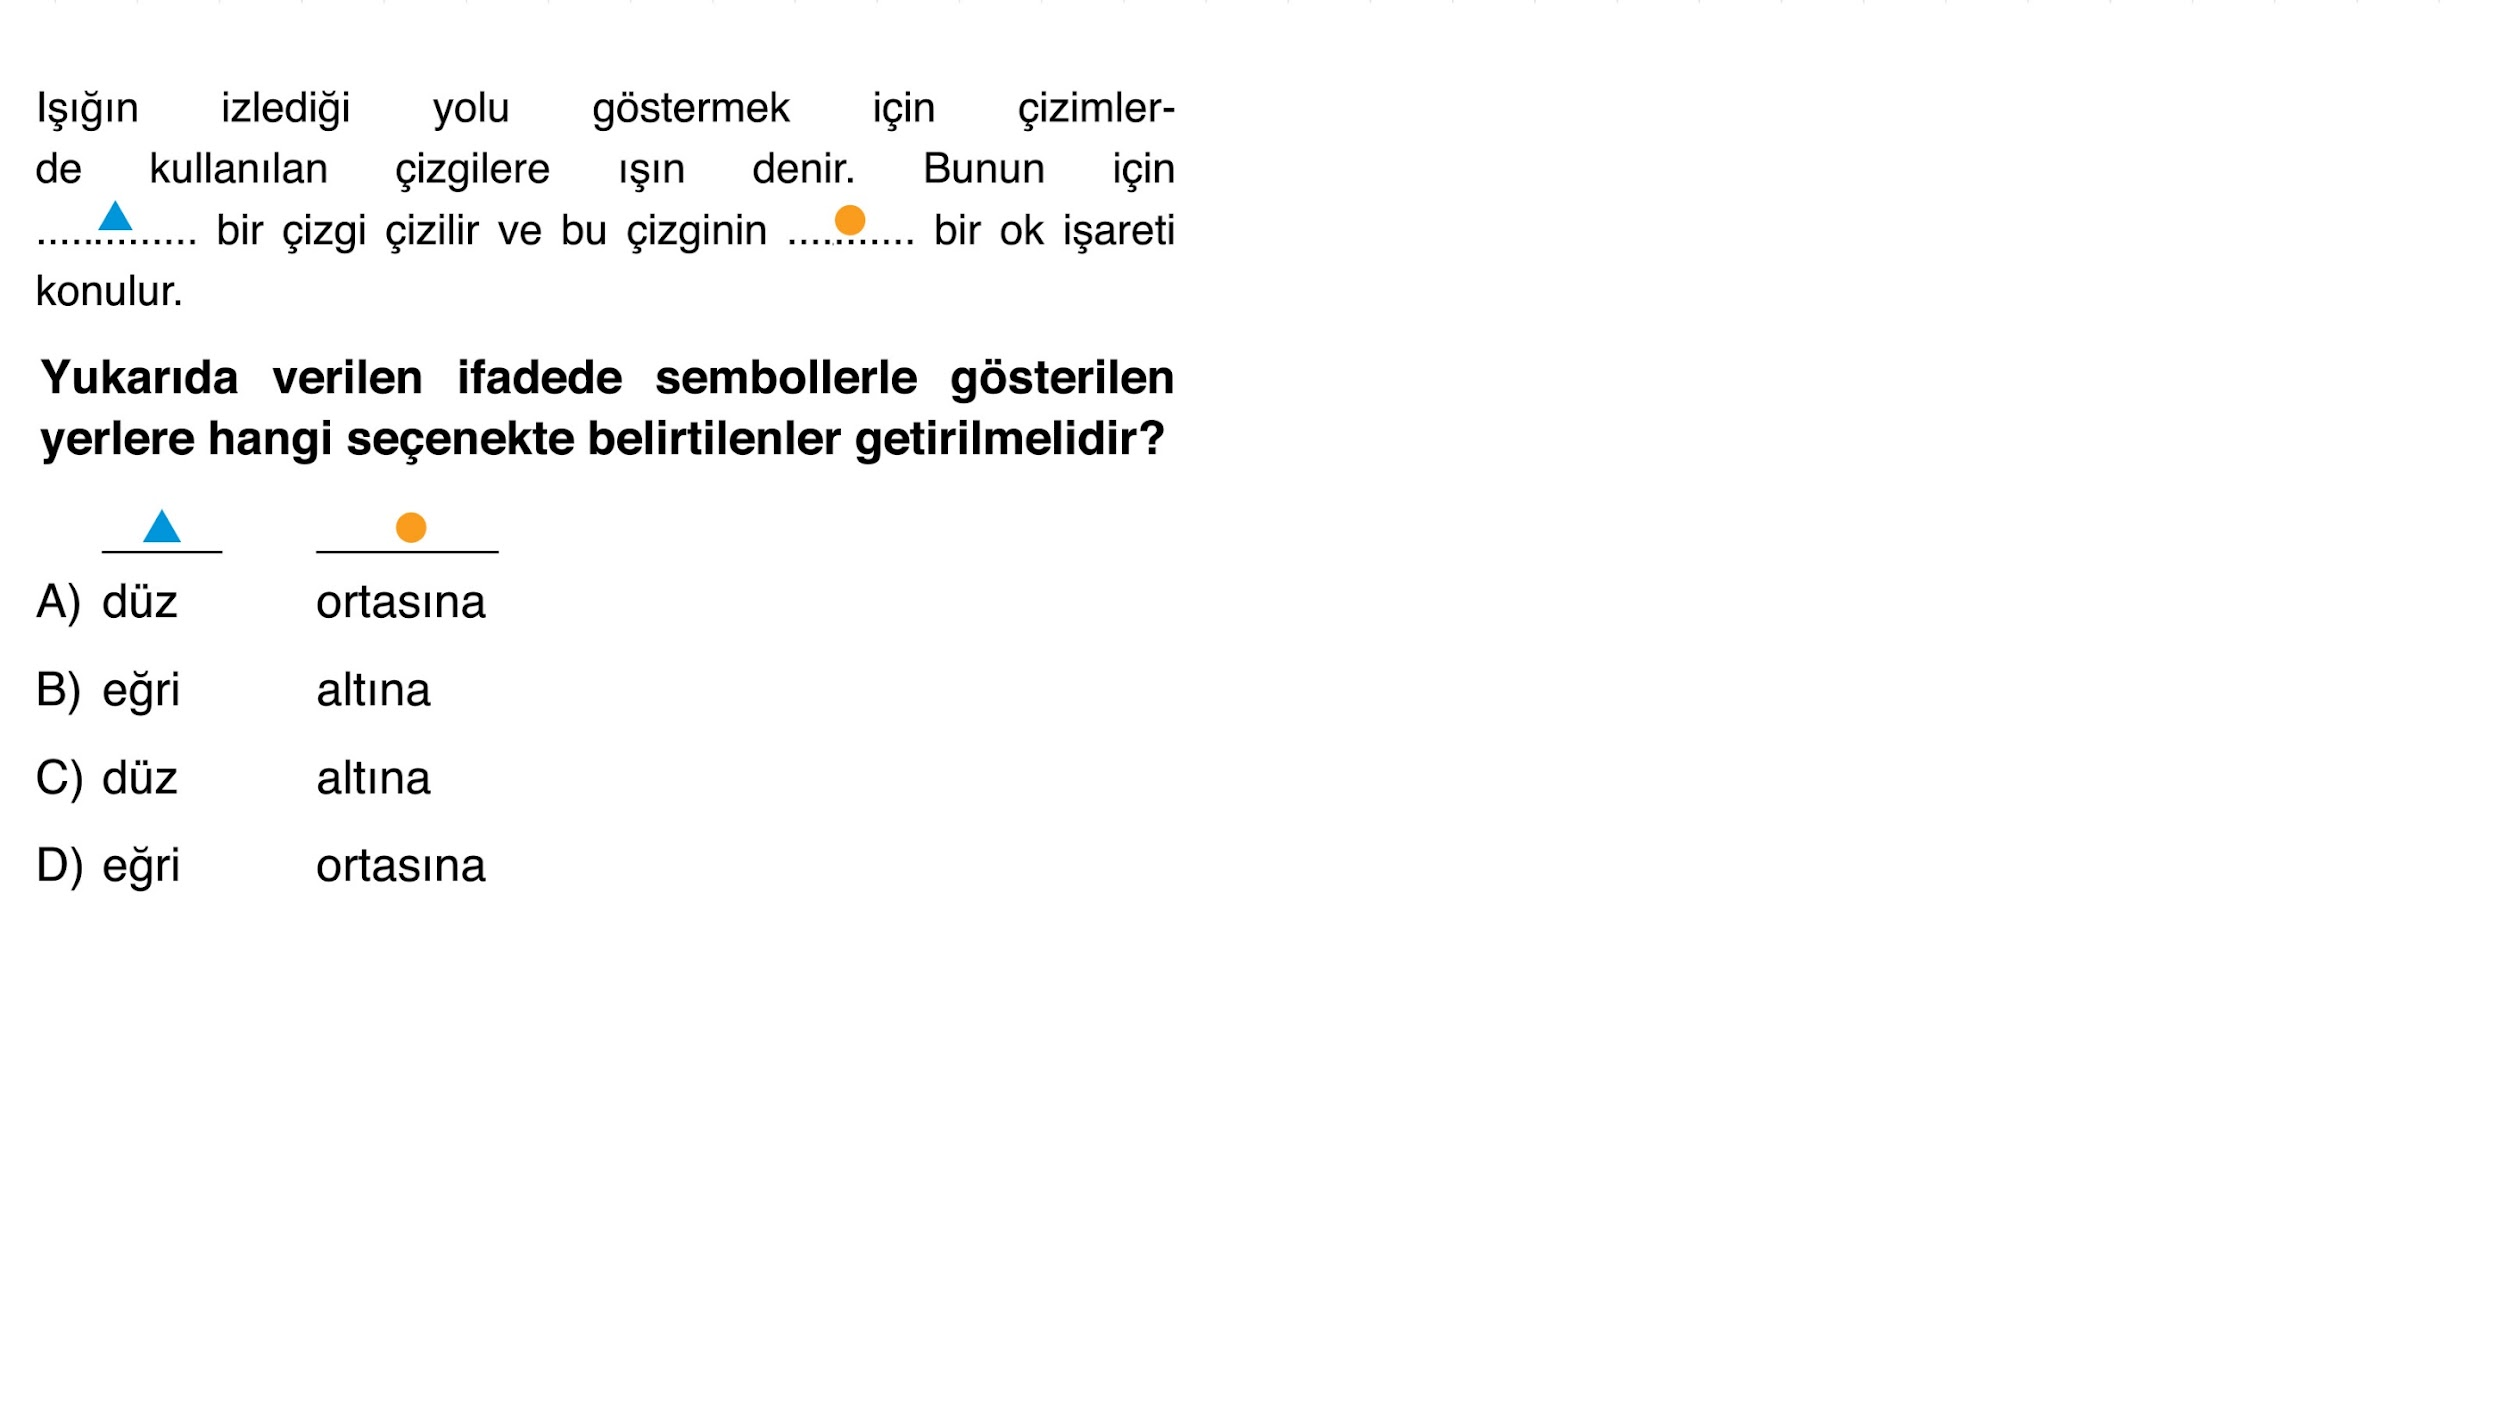 Işığın izlediği yolu göstermek için çizimler-
de kullanılan çizgilere ışın denir. Bunun için
.............. bir çizgi çizilir ve bu çizginin ........... bir ok işareti
konulur.
Yukarıda verilen ifadede sembollerle gösterilen
yerlere hangi seçenekte belirtilenler getirilmelidir?
A) düz ortasına
B) eğri altına
C) düz altına
D) eğri ortasına